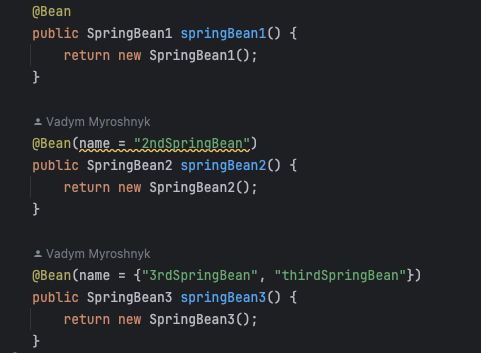 @Bean
public SpringBean1 springBean1() {
    return new SpringBean1();
}
Vadym Myroshnyk
@Bean(name = "2ndSpringBean")
public SpringBean2 springBean2() {
    return new SpringBean2();
}
Vadym Myroshnyk
@Bean(name = {"3rdSpringBean", "thirdSpringBean"})
public SpringBean3 springBean3() {
    return new SpringBean3();
}